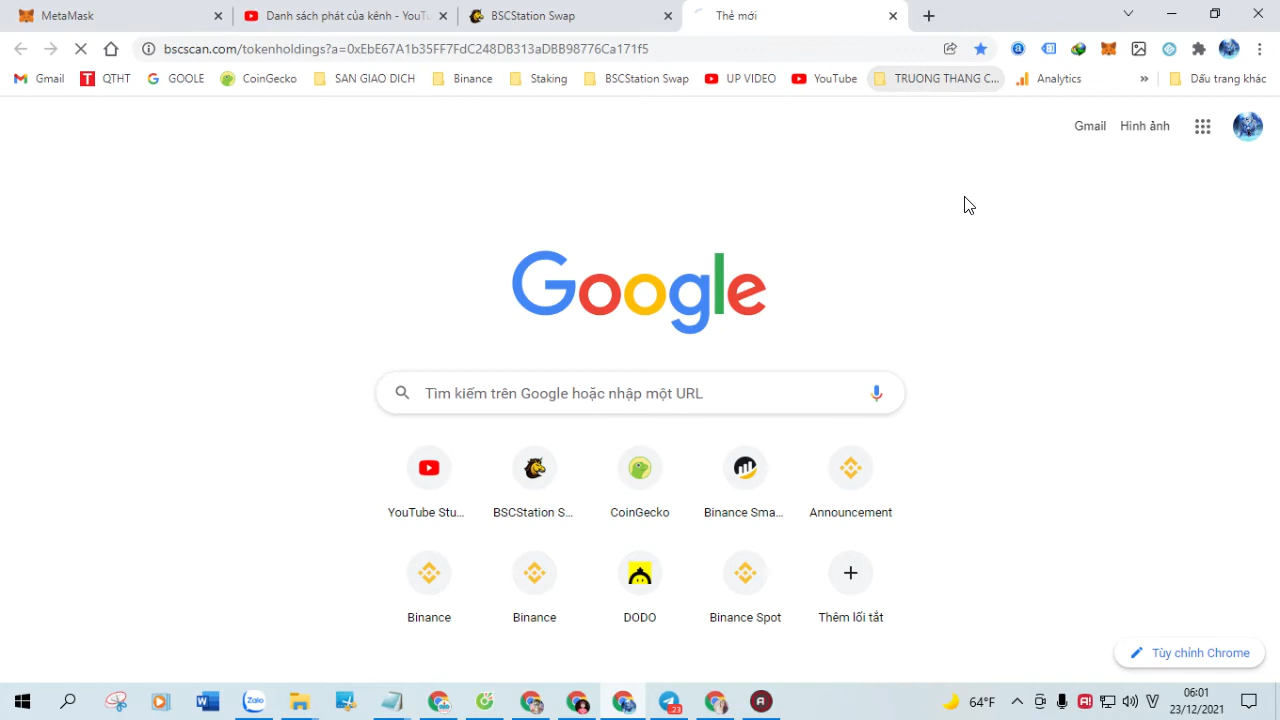 MetaMask
Danh sách phát của kênh - YouT
BSCStation Swap
Thẻ mới
bscscan.com/tokenholdings?a=0xEbE67A1b35FF7FdC248DB313aDBB98776Ca171f5
Gmail
QTHT
GOOLE
CoinGecko
SAN GIAO DICH
Binance
Staking
BSCStation Swap
UP VIDEO
YouTube
TRUONG THANG C...
Analytics
»
Dấu trang khác
Gmail
Hình ảnh
Google
Tìm kiếm trên Google hoặc nhập một URL
YouTube Stu...
BSCStation S...
CoinGecko
Binance Sma...
Announcement
Binance
Binance
DODO
Binance Spot
Thêm lối tắt
Tùy chỉnh Chrome
Zalo
23
64°F
06:01
23/12/2021